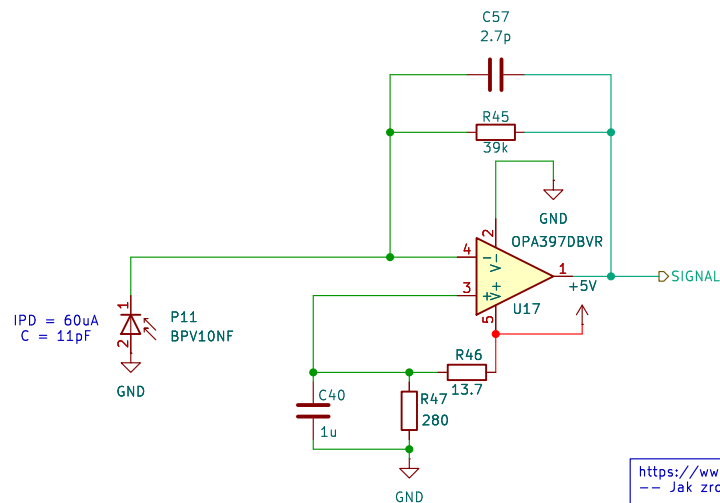 C57
2.7p
R45
39k
GND
2
OPA397DBVR
4
V-
1
SIGNAL
3
V+
+5V
U17
5
1
IPD = 60uA
C = 11pF
P11
BPV10NF
2
GND
R46
13.7
C40
R47
280
1u
GND
https://ww
-- Jak zro